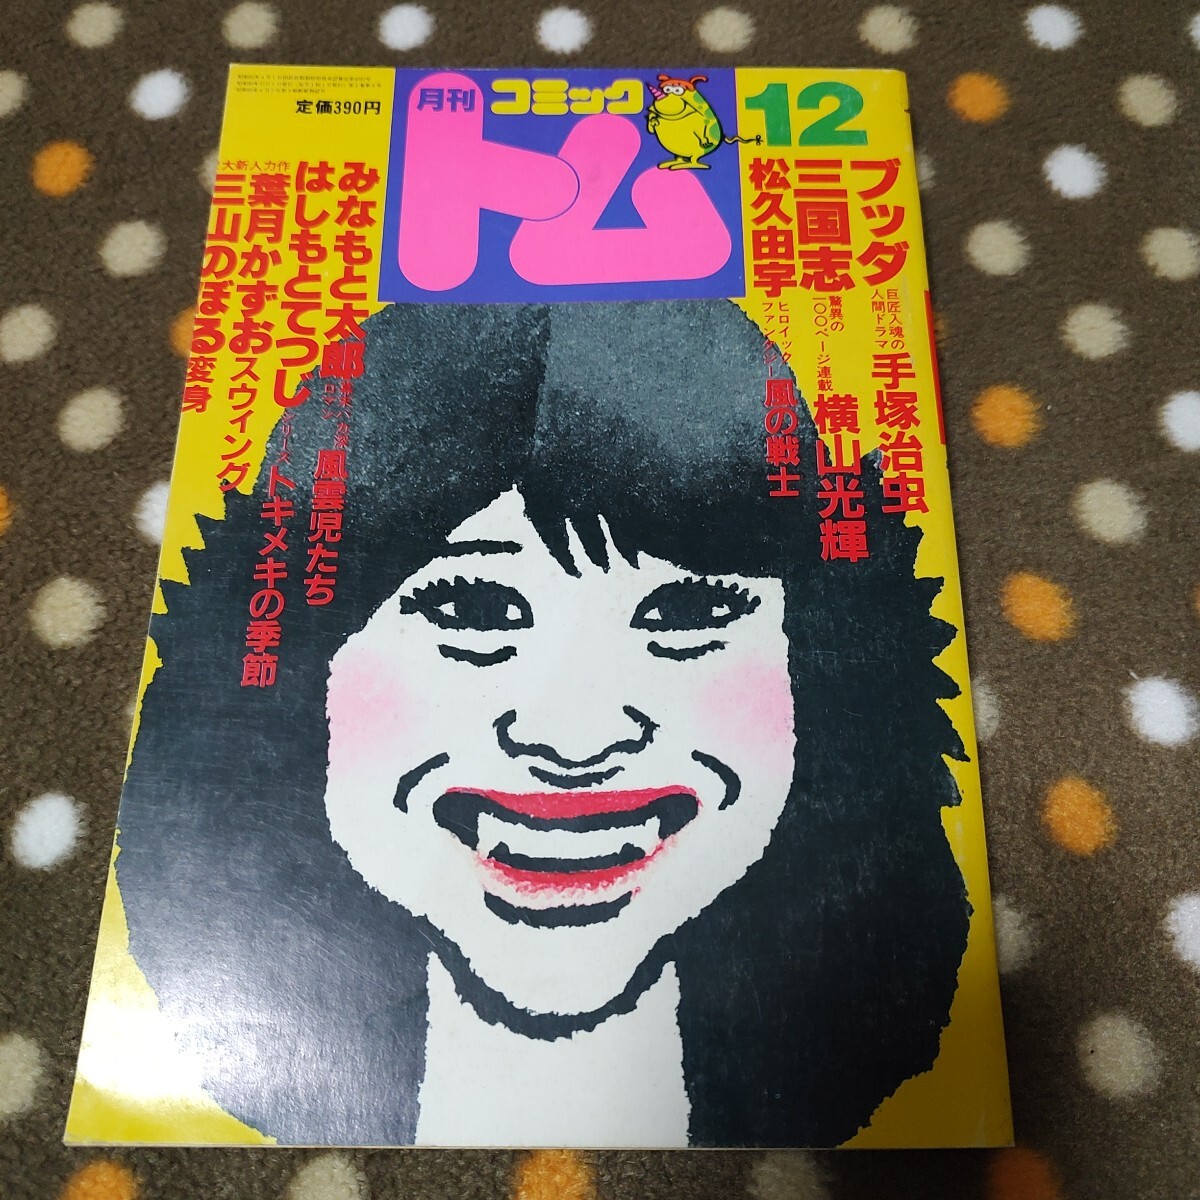 定価390円
月刊
コミック
トム
12
ブッダ
巨匠入魂の
人間ドラマ
手塚治虫
三国志
驚異の
一〇〇ページ連載
横山光輝
松久由宇
ヒロイック
ファンタジー
風の戦士
みなもと太郎
風雲児たち
はしもとてつじ
シリーズ
トキメキの季節
大新人力作
葉月かずお
スウィング
三山のぼる
変身